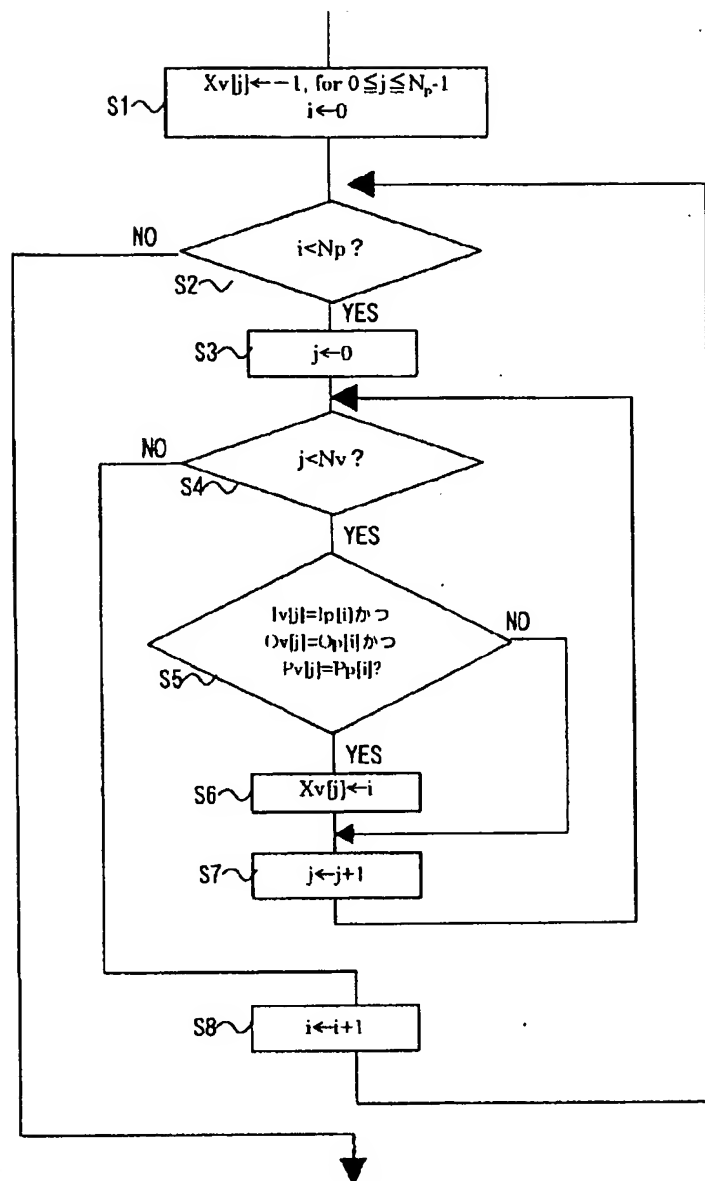 S1
Xv[j]←-1, for 0≦j≦Np-1
i←0
i<Np?
NO
S2
YES
S3
j←0
NO
j<Nv?
S4
YES
Iv[j]=Ip[i]かつ
Ov[j]=Op[i]かつ
Pv[j]=Pp[i]?
NO
S5
YES
S6
Xv[j]←i
S7
j←j+1
S8
i←i+1